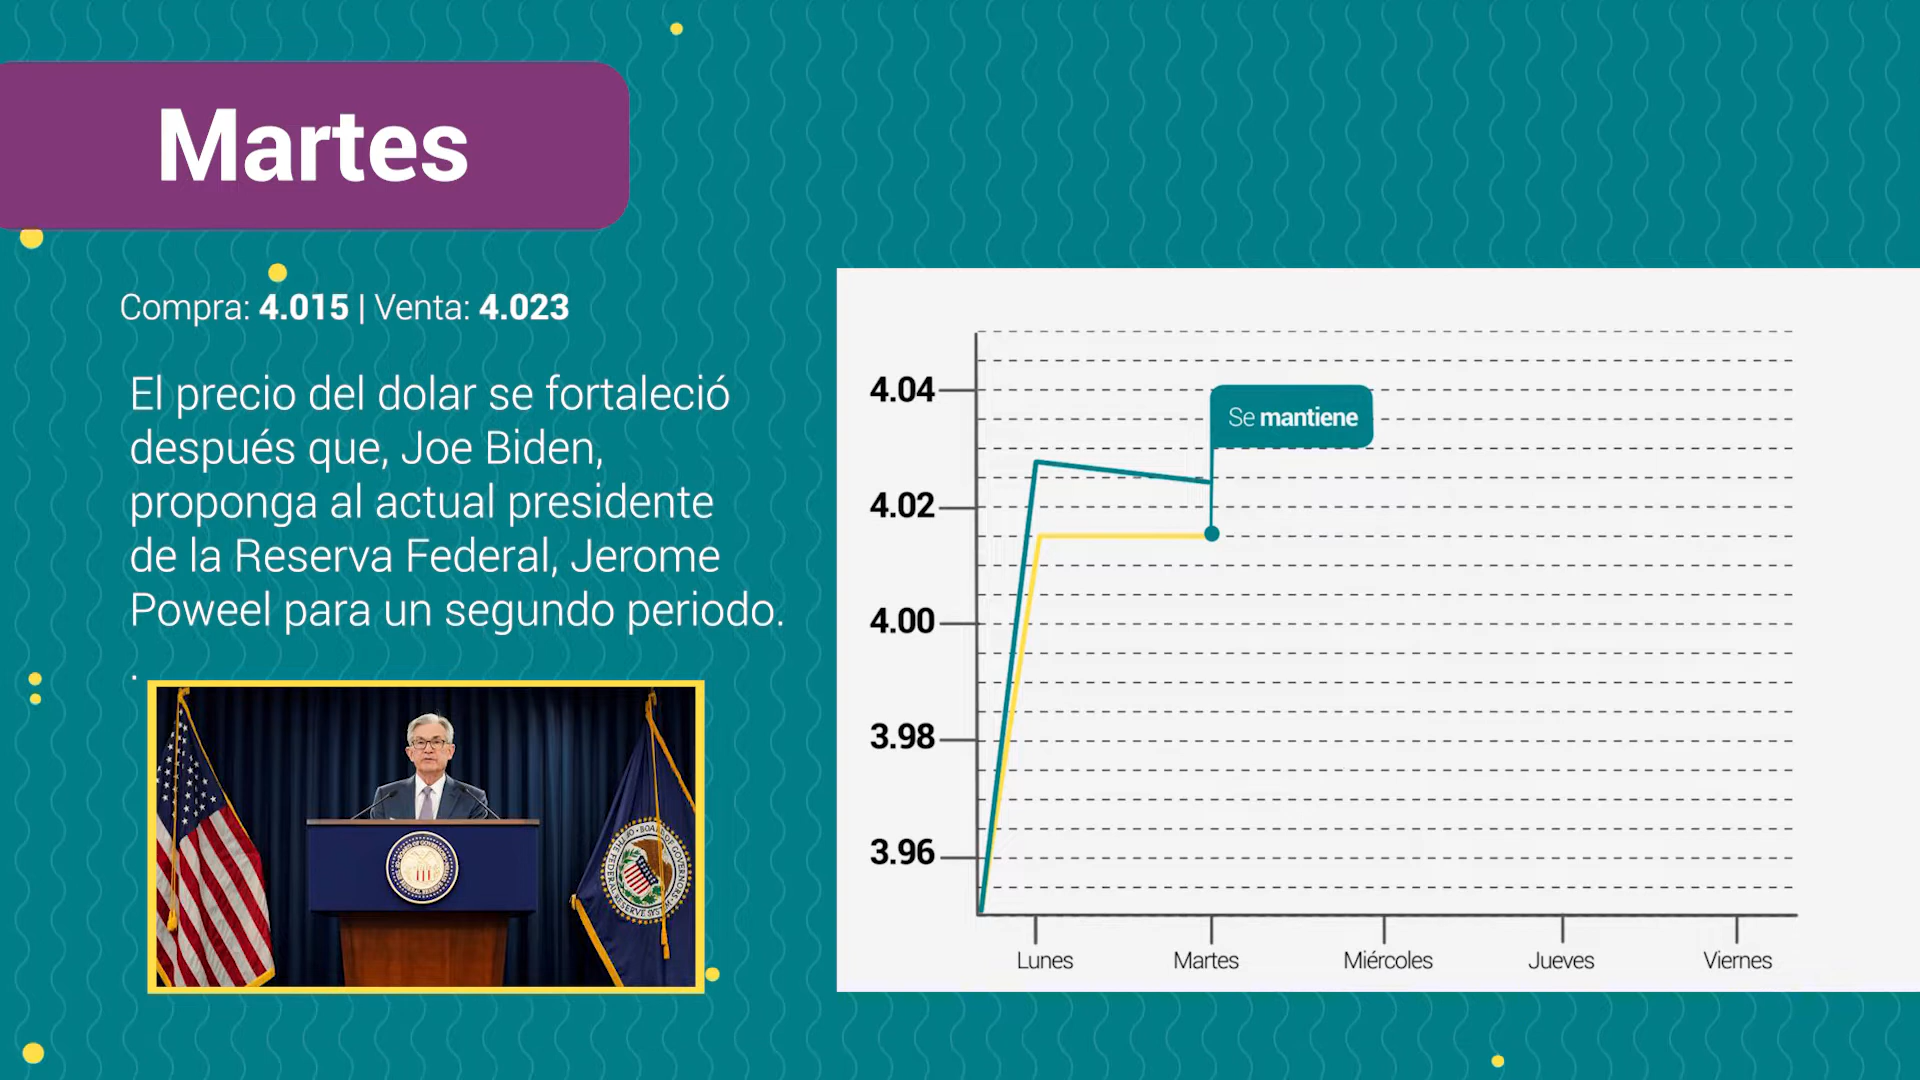 Martes
Compra: 4.015 | Venta: 4.023
El precio del dolar se fortaleció
después que, Joe Biden,
proponga al actual presidente
de la Reserva Federal, Jerome
Poweel para un segundo periodo.
.
4.04
Se mantiene
4.02
4.00
3.98
3.96
Lunes
Martes
Miércoles
Jueves
Viernes